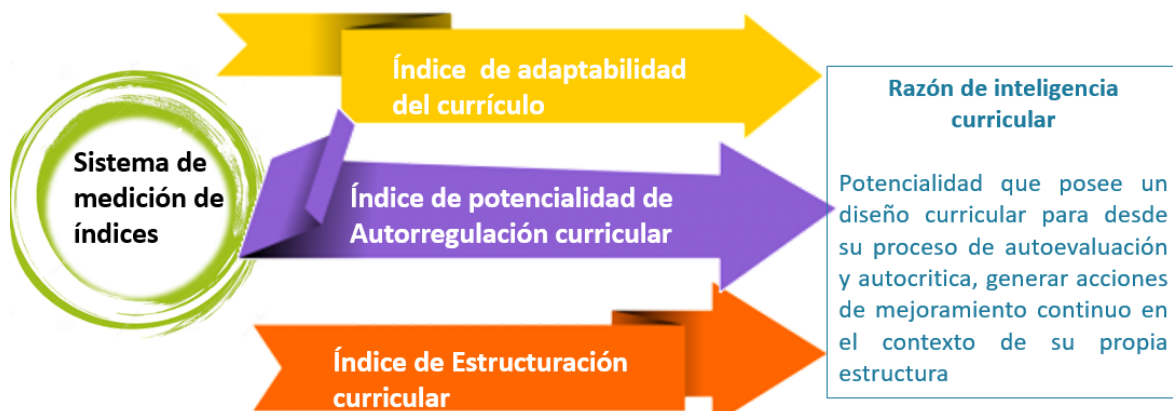 Sistema de
medición de
índices
Índice de adaptabilidad
del currículo
Índice de potencialidad de
Autorregulación curricular
Índice de Estructuración
curricular
Razón de inteligencia
curricular
Potencialidad que posee un
diseño curricular para desde
su proceso de autoevaluación
y autocritica, generar acciones
de mejoramiento continuo en
el contexto de su propia
estructura